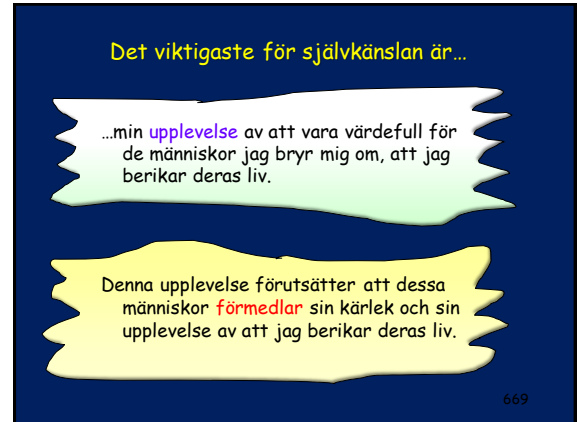 Det viktigaste för självkänslan är…
…min upplevelse av att vara värdefull för
de människor jag bryr mig om, att jag
berikar deras liv.
Denna upplevelse förutsätter att dessa
människor förmedlar sin kärlek och sin
upplevelse av att jag berikar deras liv.
669